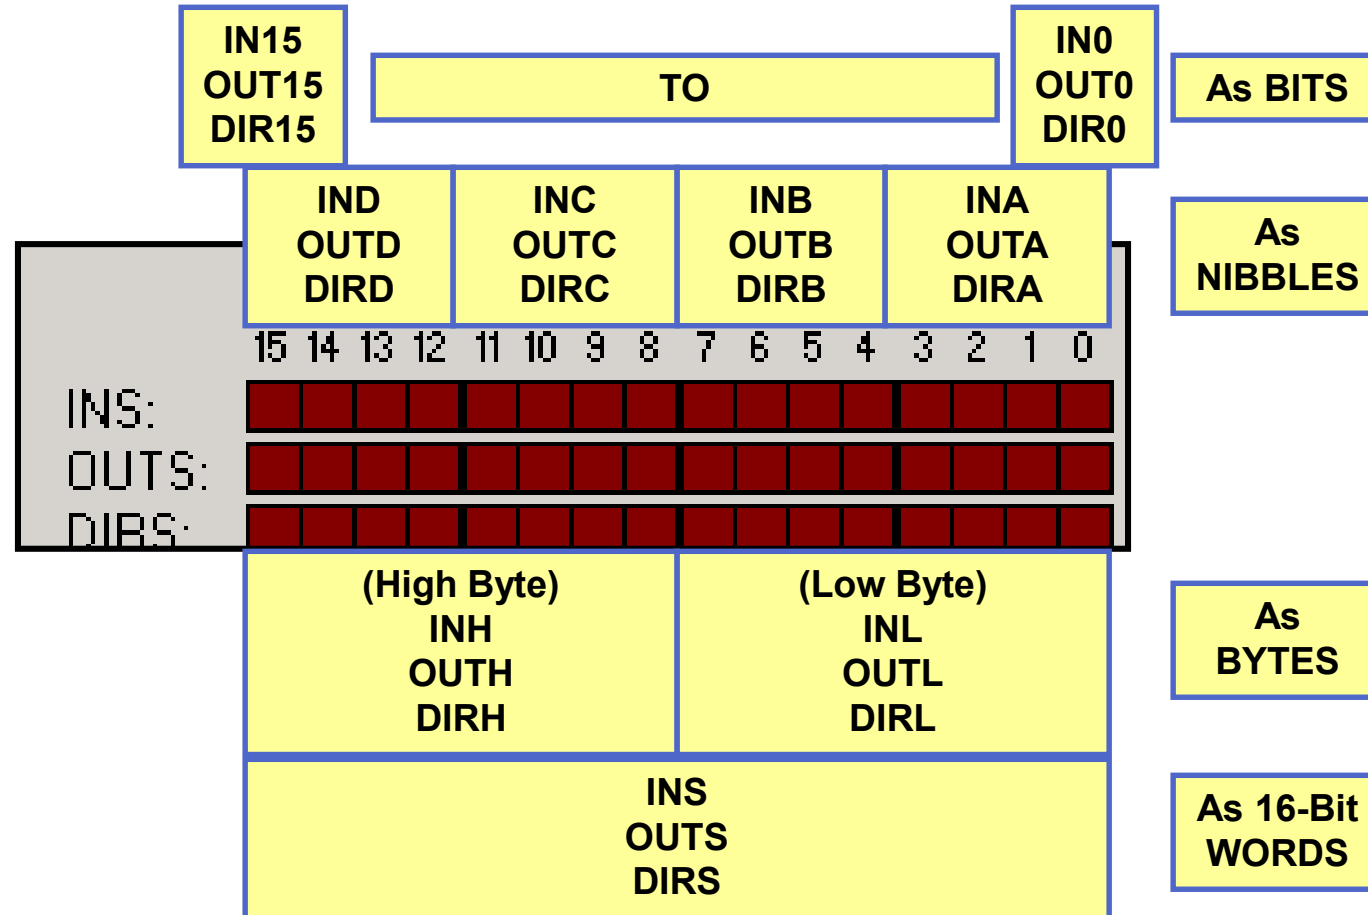 IN15
OUT15
DIR15
TO
IN0
OUT0
DIR0
As BITS
IND
OUTD
DIRD
INC
OUTC
DIRC
INB
OUTB
DIRB
INA
OUTA
DIRA
As
NIBBLES
15 14 13 12 11 10 9 8 7 6 5 4 3 2 1 0
INS:
OUTS:
DIRS:
(High Byte)
INH
OUTH
DIRH
(Low Byte)
INL
OUTL
DIRL
As
BYTES
INS
OUTS
DIRS
As 16-Bit
WORDS